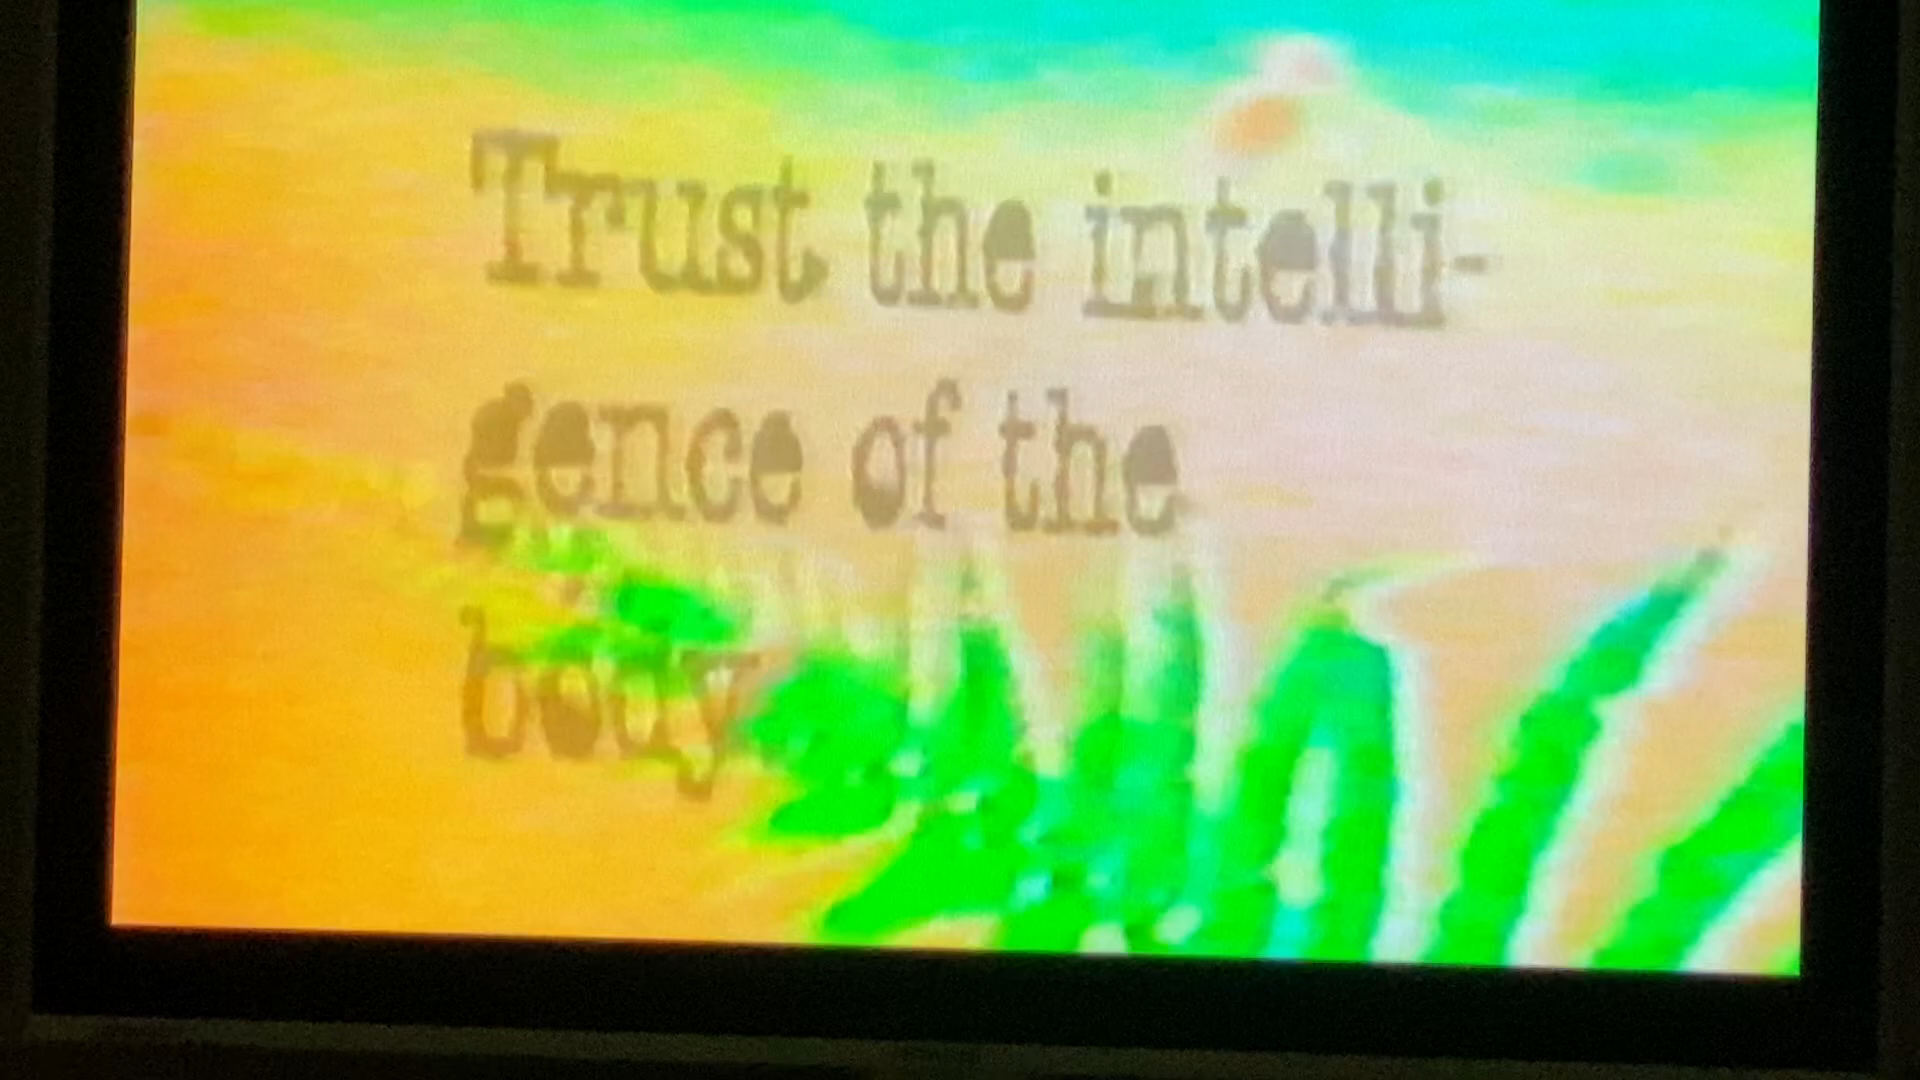 Trust the intelli-
gence of the
body